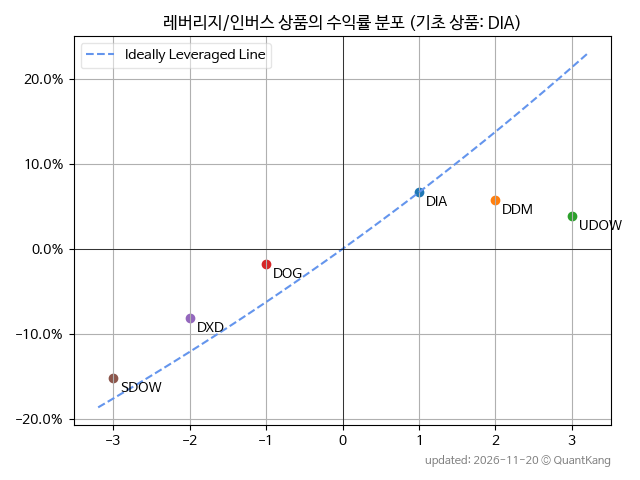 레버리지/인버스 상품의 수익률 분포 (기초 상품: DIA)
Ideally Leveraged Line
20.0%
10.0%
0.0%
-10.0%
-20.0%
DIA
DDM
UDOW
DOG
DXD
SDOW
-3 -2 -1 0 1 2 3
updated: 2026-11-20 © QuantKang